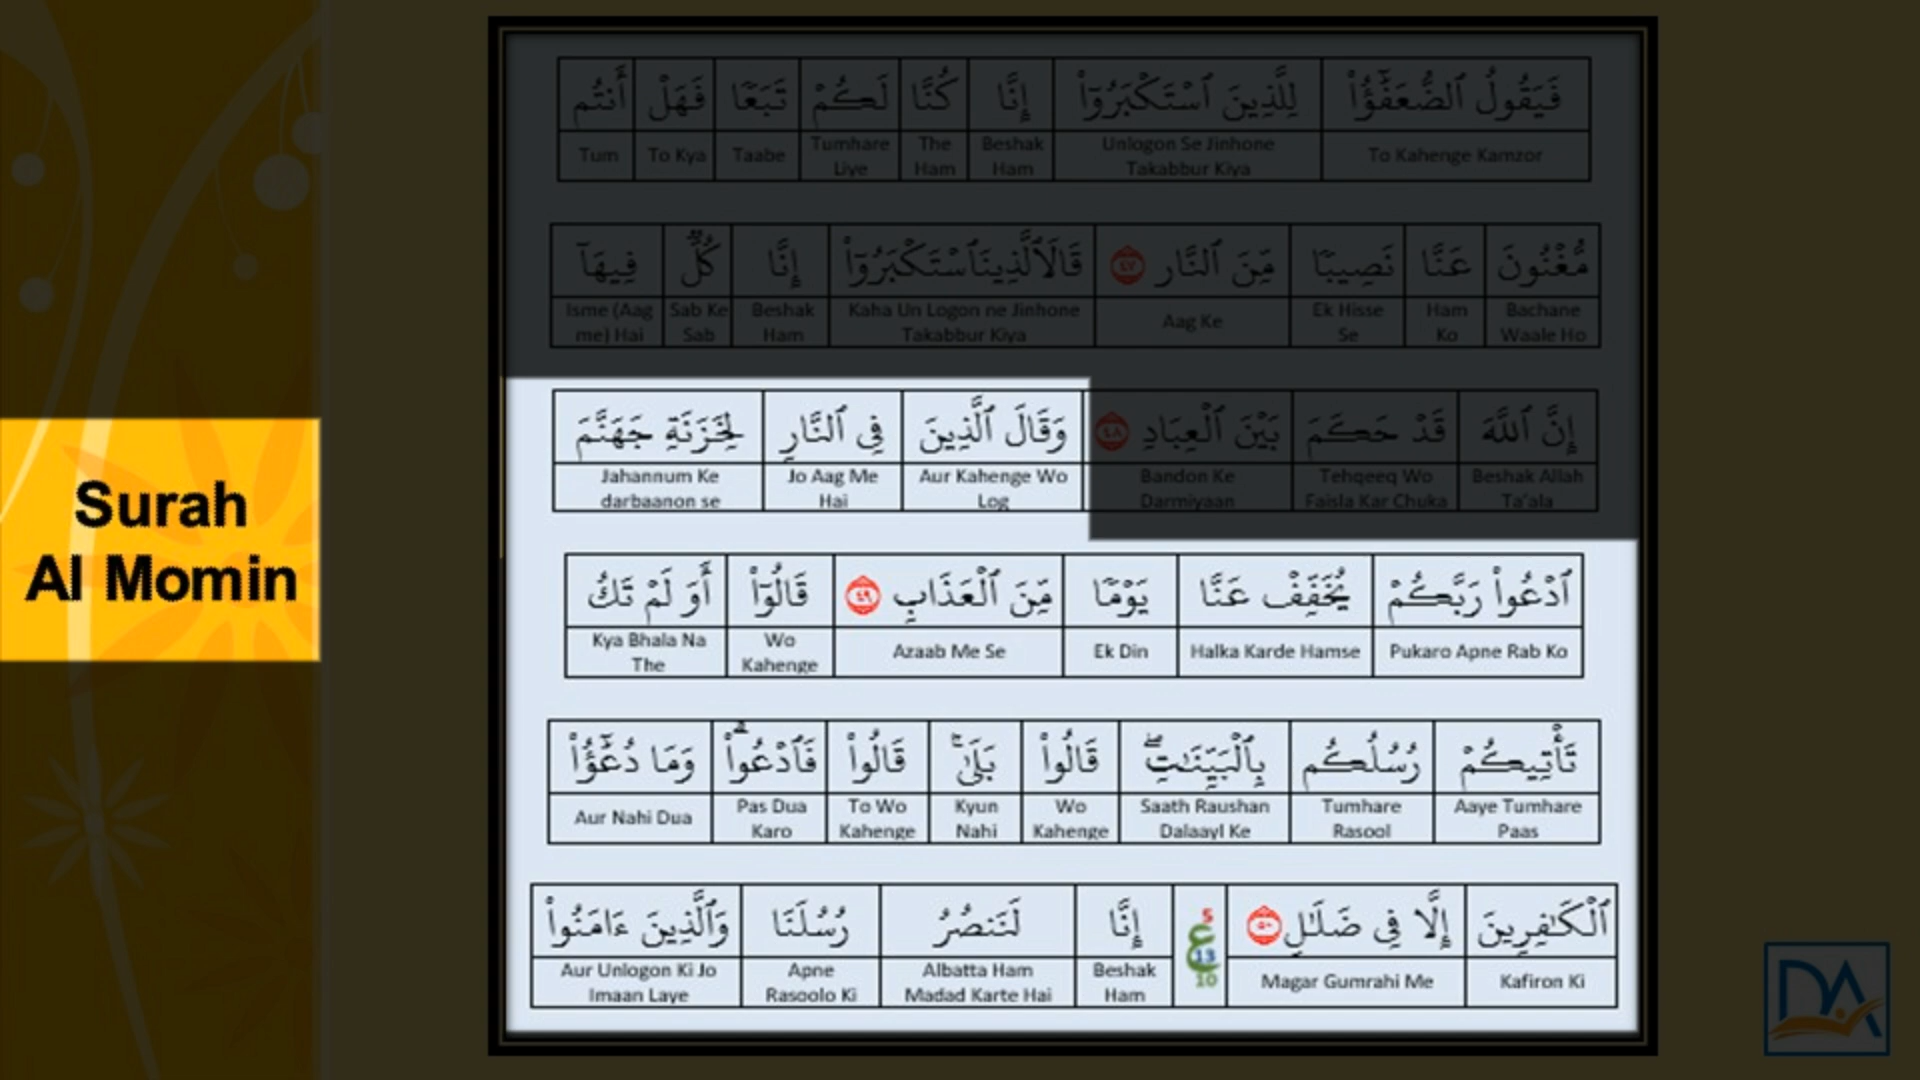 Surah
Al Momin
فَيَقُولُ ٱلضُّعَفَـٰٓؤُا۟ لِلَّذِينَ ٱسْتَكْبَرُوٓا۟ إِنَّا كُنَّا لَكُمْ تَبَعًا فَهَلْ أَنتُم
To Kahenge Kamzor Unlogon Se Jinhone Takabbur Kiya Beshak Ham The Ham Tumhare Liye Taabe To Kya Tum
مُّغْنُونَ عَنَّا نَصِيبًا مِّنَ ٱلنَّارِ ٤٧ قَالَ ٱلَّذِينَ ٱسْتَكْبَرُوٓا۟ إِنَّا كُلٌّ فِيهَآ
Bachane Waale Ho Ham Ko Ek Hisse Se Aag Ke Kaha Un Logon ne Jinhone Takabbur Kiya Beshak Ham Sab Ke Sab Isme (Aag me) Hai
إِنَّ ٱللَّهَ قَدْ حَكَمَ بَيْنَ ٱلْعِبَادِ ٤٨ وَقَالَ ٱلَّذِينَ فِى ٱلنَّارِ لِخَزَنَةِ جَهَنَّمَ
Beshak Allah Ta'ala Tehqeeq Wo Faisla Kar Chuka Bandon Ke Darmiyaan Aur Kahenge Wo Log Jo Aag Me Hai Jahannum Ke darbaanon se
ٱدْعُوا۟ رَبَّكُمْ يُخَفِّفْ عَنَّا يَوْمًا مِّنَ ٱلْعَذَابِ ٤٩ قَالُوٓا۟ أَوَ لَمْ تَكُ
Pukaro Apne Rab Ko Halka Karde Hamse Ek Din Azaab Me Se Wo Kahenge Kya Bhala Na The
تَأْتِيكُمْ رُسُلُكُم بِٱلْبَيِّنَـٰتِ ۖ قَالُوا۟ بَلَىٰ ۚ قَالُوا۟ فَٱدْعُوا۟ ۗ وَمَا دُعَـٰٓؤُا۟
Aaye Tumhare Paas Tumhare Rasool Saath Raushan Dalaayl Ke Wo Kahenge Kyun Nahi To Wo Kahenge Pas Dua Karo Aur Nahi Dua
ٱلْكَـٰفِرِينَ إِلَّا فِى ضَلَـٰلٍ ٥٠ 5 ع 13 10 إِنَّا لَنَنصُرُ رُسُلَنَا وَٱلَّذِينَ ءَامَنُوا۟
Kafiron Ki Magar Gumrahi Me Beshak Ham Albatta Ham Madad Karte Hai Apne Rasoolo Ki Aur Unlogon Ki Jo Imaan Laye
DA